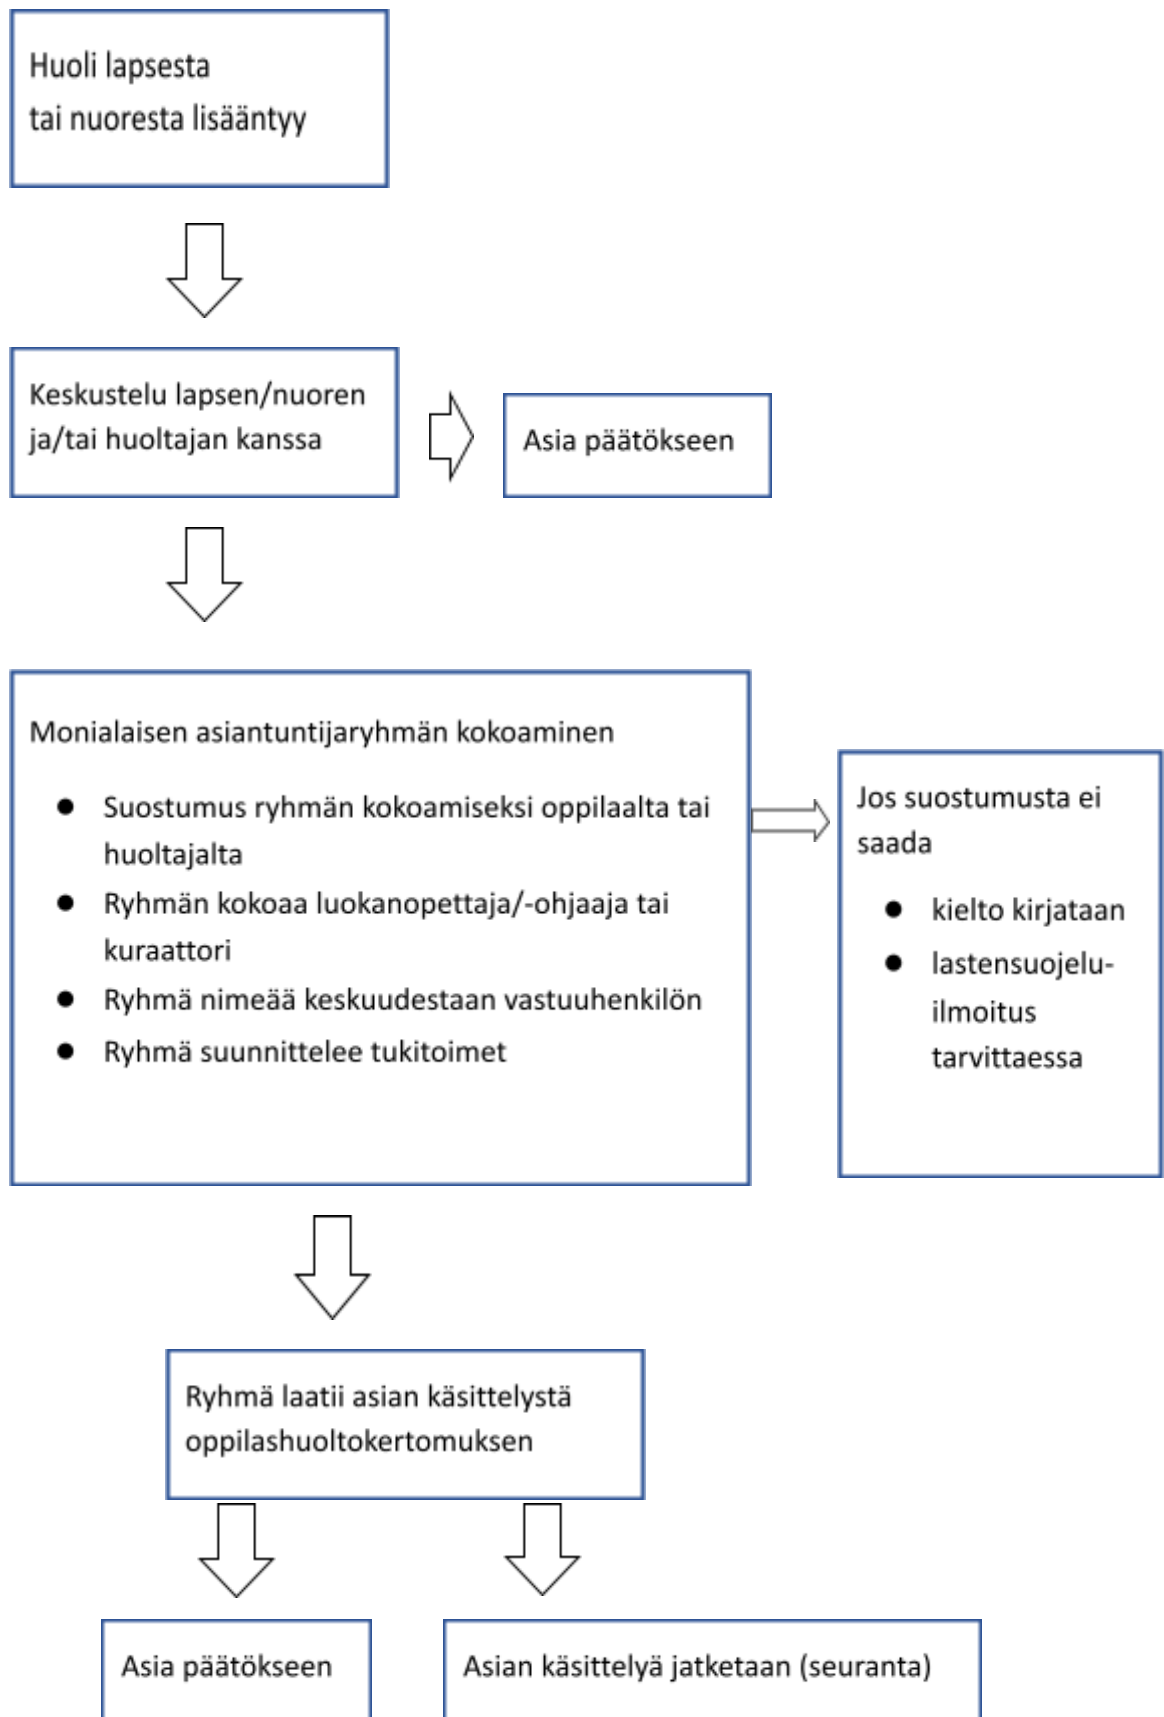 Huoli lapsesta
tai nuoresta lisääntyy
Keskustelu lapsen/nuoren
ja/tai huoltajan kanssa
Asia päätökseen
Monialaisen asiantuntijaryhmän kokoaminen
● Suostumus ryhmän kokoamiseksi oppilaalta tai
huoltajalta
● Ryhmän kokoaa luokanopettaja/-ohjaaja tai
kuraattori
● Ryhmä nimeää keskuudestaan vastuuhenkilön
● Ryhmä suunnittelee tukitoimet
Jos suostumusta ei
saada
● kielto kirjataan
● lastensuojelu-
ilmoitus
tarvittaessa
Ryhmä laatii asian käsittelystä
oppilashuoltokertomuksen
Asia päätökseen
Asian käsittelyä jatketaan (seuranta)